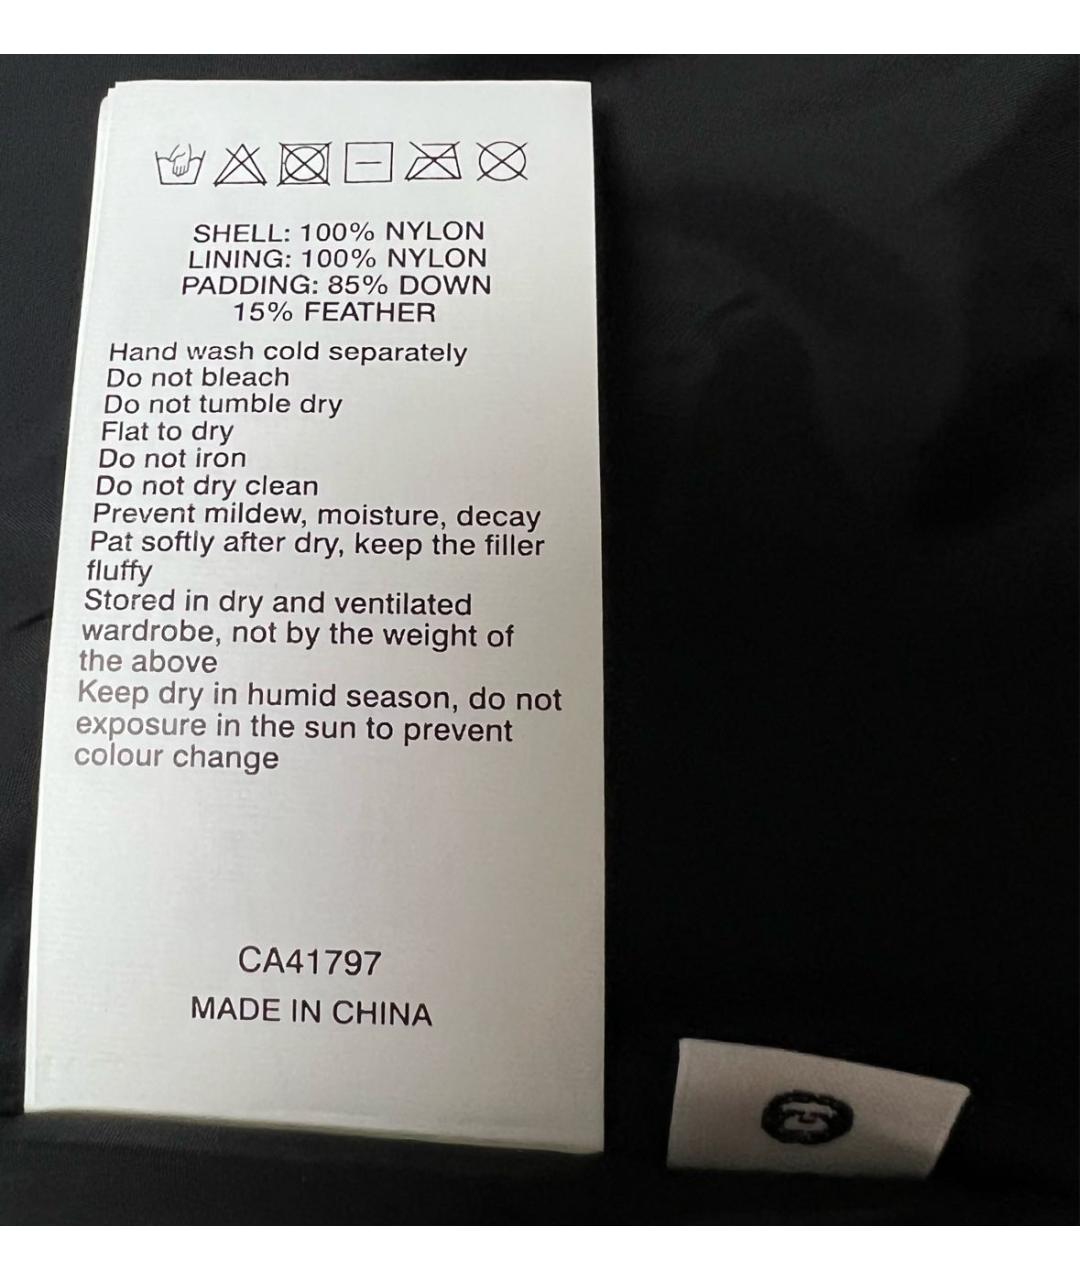 SHELL: 100% NYLON
LINING: 100% NYLON
PADDING: 85% DOWN
15% FEATHER
Hand wash cold separately
Do not bleach
Do not tumble dry
Flat to dry
Do not iron
Do not dry clean
Prevent mildew, moisture, decay
Pat softly after dry, keep the filler
fluffy
Stored in dry and ventilated
wardrobe, not by the weight of
the above
Keep dry in humid season, do not
exposure in the sun to prevent
colour change
CA41797
MADE IN CHINA